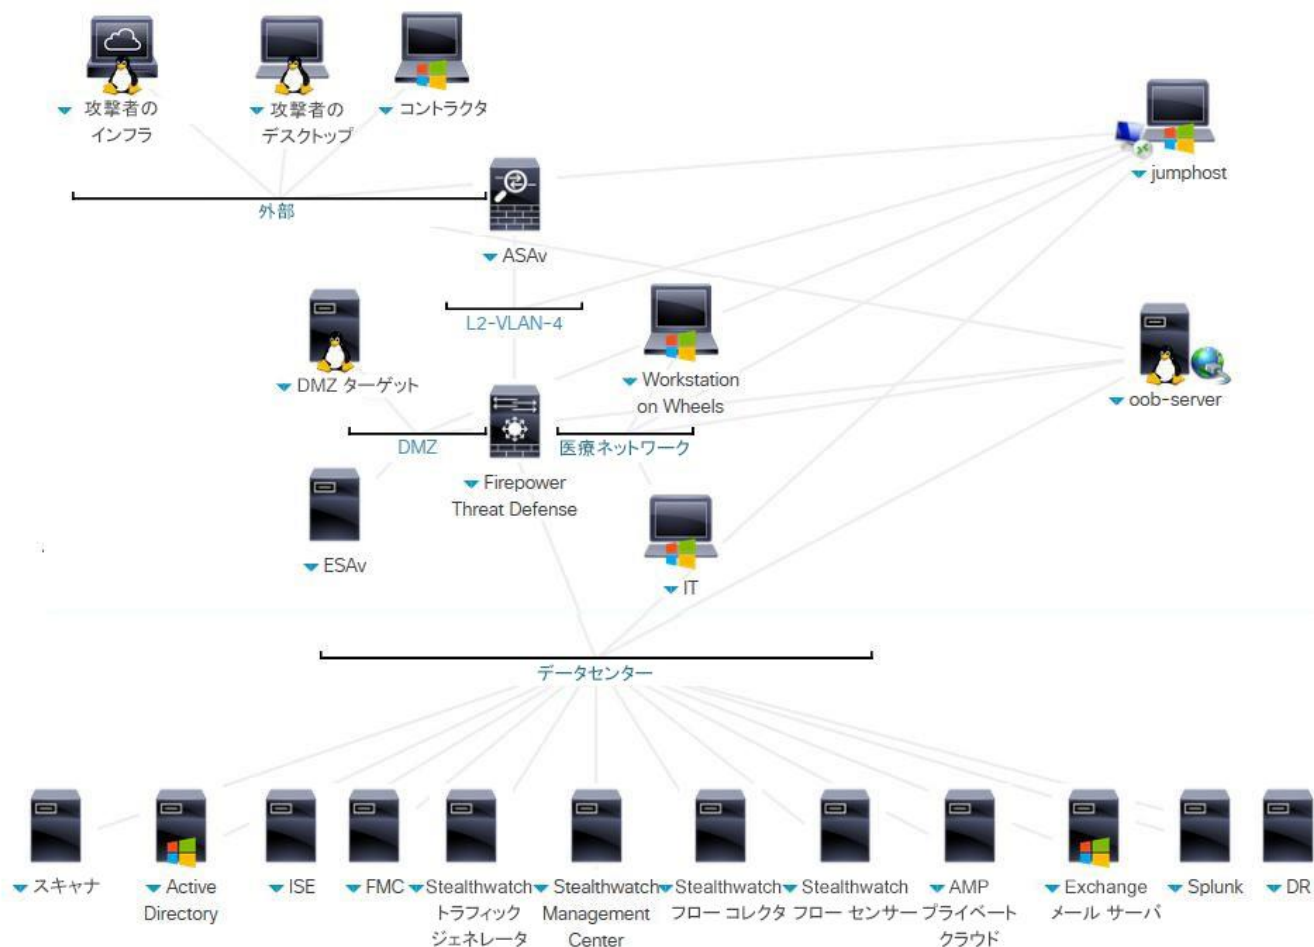 攻撃者の
インフラ
攻撃者の
デスクトップ
コントラクタ
jumphost
外部
ASAv
L2-VLAN-4
DMZ ターゲット
Workstation
on Wheels
oob-server
DMZ
医療ネットワーク
Firepower
Threat Defense
ESAv
IT
データセンター
スキャナ
Active
Directory
ISE
FMC
Stealthwatch
トラフィック
ジェネレータ
Stealthwatch
Management
Center
Stealthwatch
フロー コレクタ
Stealthwatch
フロー センサー
AMP
プライベート
クラウド
Exchange
メール サーバ
Splunk
DR